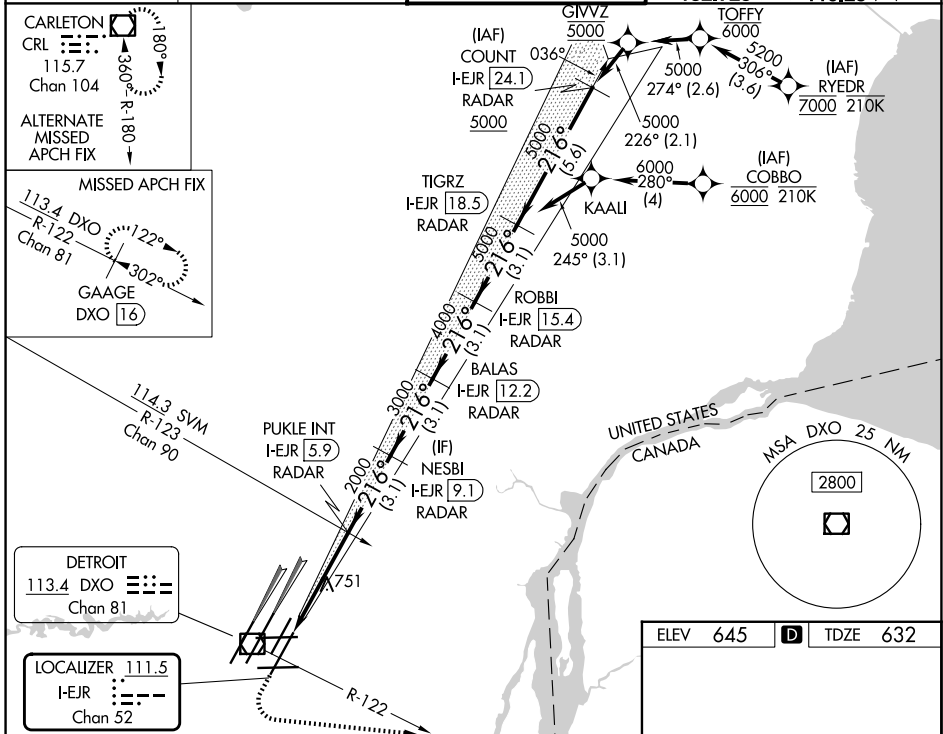 CARLETON
CRL
115.7
Chan 104
ALTERNATE
MISSED
APCH FIX
180°
360°
R-180
MISSED APCH FIX
113.4 DXO
R-122
Chan 81
122°
302°
GAAGE
DXO 16
GIVVZ
5000
TOFFY
6000
(IAF)
COUNT
I-EJR 24.1
RADAR
5000
036°
5000
274° (2.6)
5200
306°
(3.6)
(IAF)
RYEDR
7000 210K
5000
226° (2.1)
5000
216°
(5.6)
6000
280°
(4)
(IAF)
COBBO
6000 210K
KAALI
5000
245° (3.1)
TIGRZ
I-EJR 18.5
RADAR
5000
216°
(3.1)
ROBBI
I-EJR 15.4
RADAR
4000
216°
(3.1)
BALAS
I-EJR 12.2
RADAR
3000
216°
(3.1)
(IF)
NESBI
I-EJR 9.1
RADAR
2000
216°
(3.1)
PUKLE INT
I-EJR 5.9
RADAR
114.3 SVM
R-123
Chan 90
UNITED STATES
CANADA
MSA DXO 25 NM
2800
751
DETROIT
113.4 DXO
Chan 81
LOCALIZER 111.5
I-EJR
Chan 52
R-122
ELEV 645 D TDZE 632